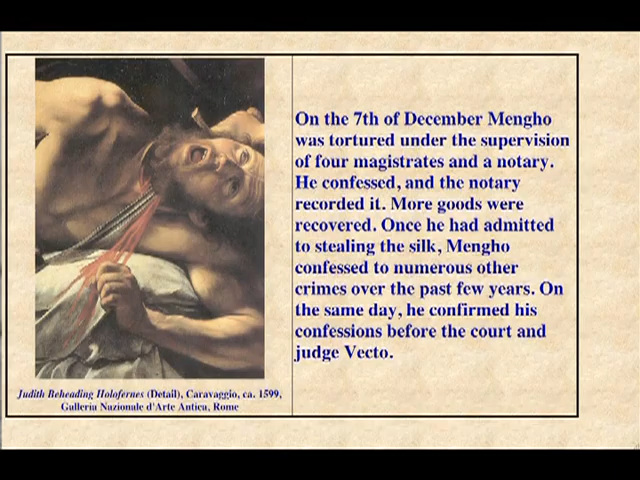 On the 7th of December Mengho
was tortured under the supervision
of four magistrates and a notary.
He confessed, and the notary
recorded it. More goods were
recovered. Once he had admitted
to stealing the silk, Mengho
confessed to numerous other
crimes over the past few years. On
the same day, he confirmed his
confessions before the court and
judge Vecto.
Judith Beheading Holofernes (Detail), Caravaggio, ca. 1599,
Galleria Nazionale d'Arte Antica, Rome